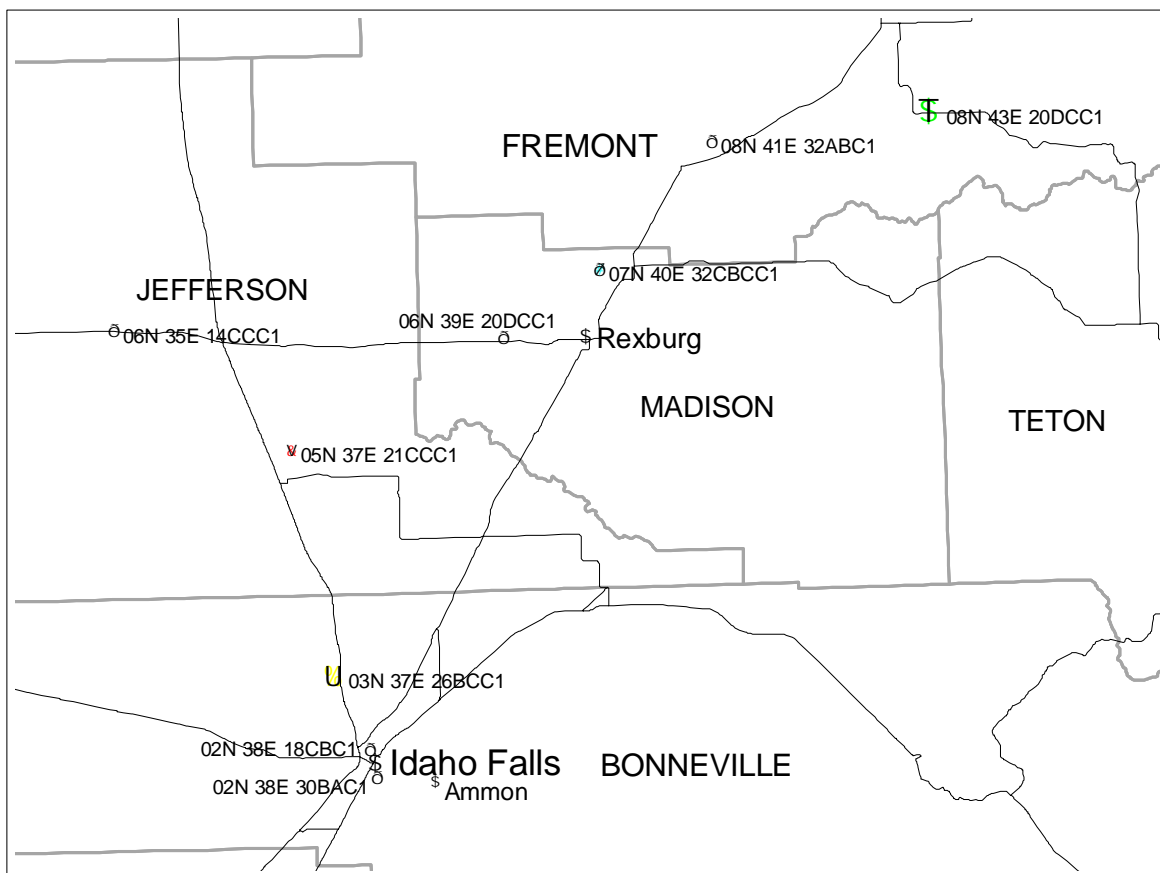 08N 43E 20DCC1
FREMONT
08N 41E 32ABC1
07N 40E 32CBCC1
JEFFERSON
06N 39E 20DCC1
06N 35E 14CCC1
Rexburg
MADISON
TETON
05N 37E 21CCC1
03N 37E 26BCC1
02N 38E 18CBC1
Idaho Falls
BONNEVILLE
02N 38E 30BAC1
Ammon